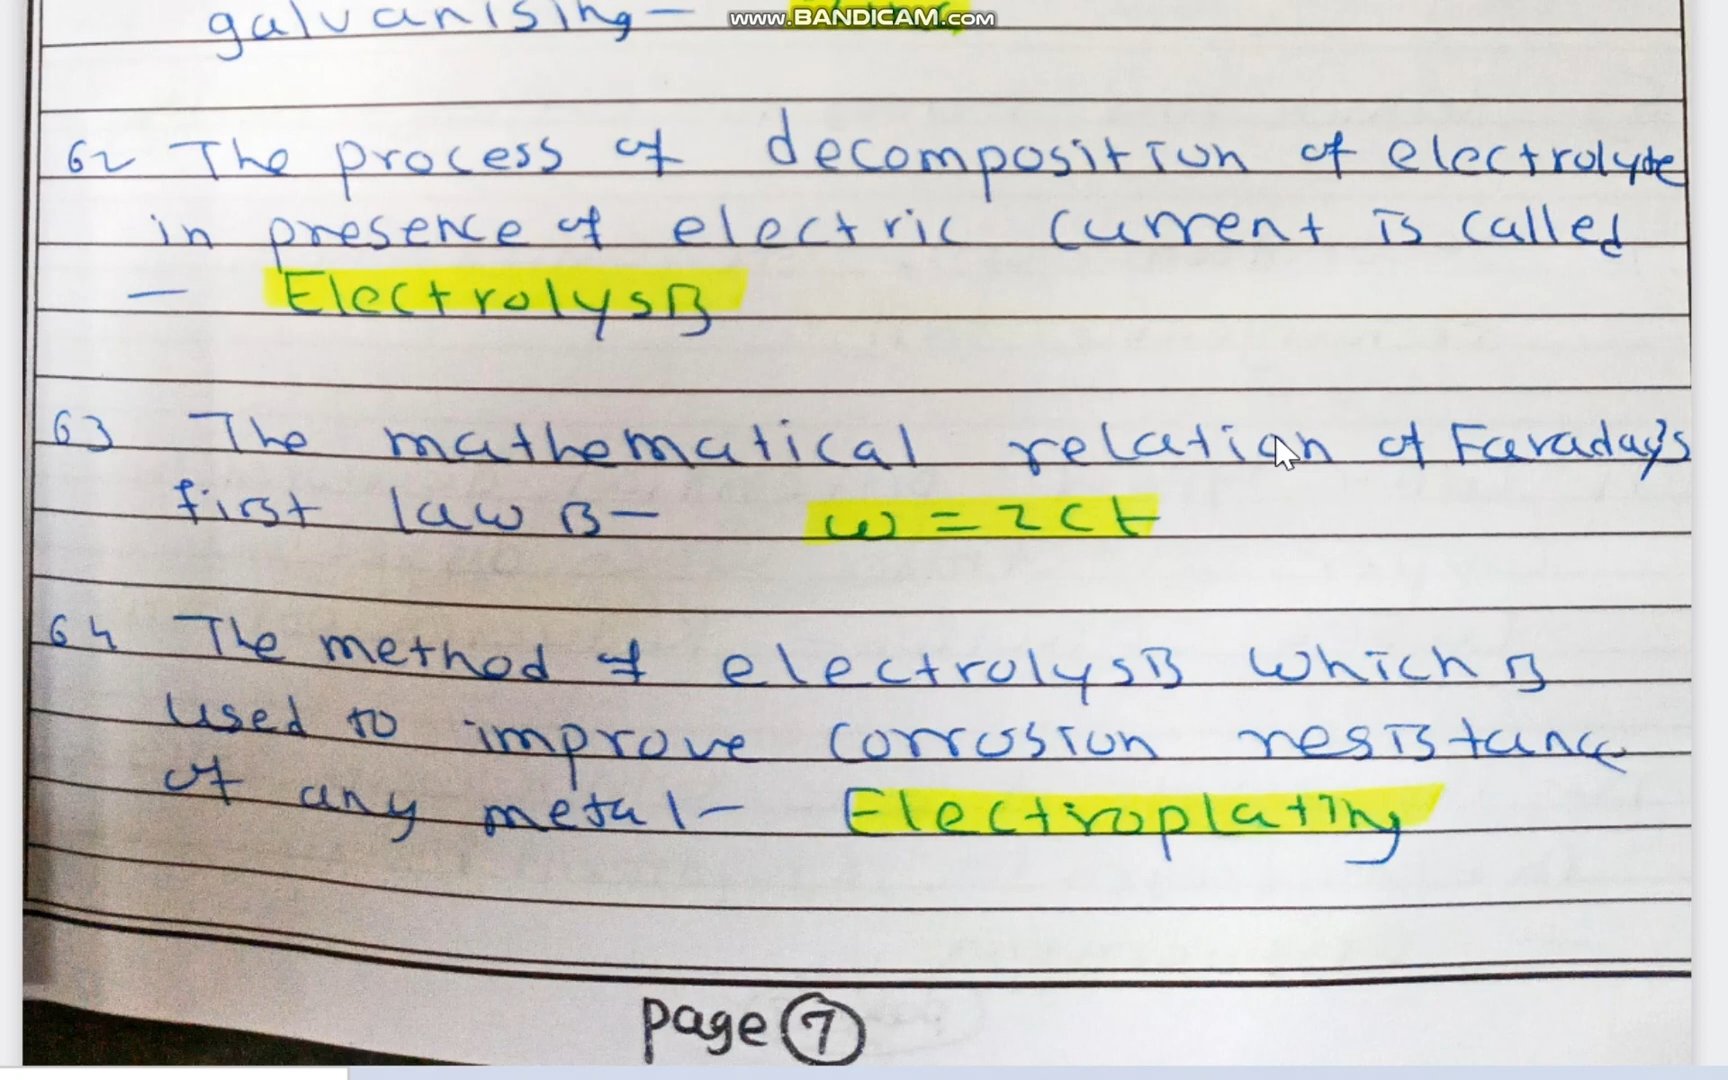 galvanising -
www.BANDICAM.com
62 The process of decomposition of electrolyte
in presence of electric current is called
- Electrolysis
63 The mathematical relation of Faraday's
first law is - w = zct
64 The method of electrolysis which is
used to improve corrosion resistance
of any metal - Electroplating
page 7